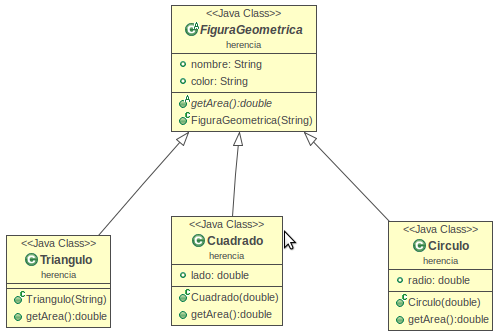 <<Java Class>>
FiguraGeometrica
herencia
nombre: String
color: String
getArea():double
FiguraGeometrica(String)
<<Java Class>>
Triangulo
herencia
Triangulo(String)
getArea():double
<<Java Class>>
Cuadrado
herencia
lado: double
Cuadrado(double)
getArea():double
<<Java Class>>
Circulo
herencia
radio: double
Circulo(double)
getArea():double